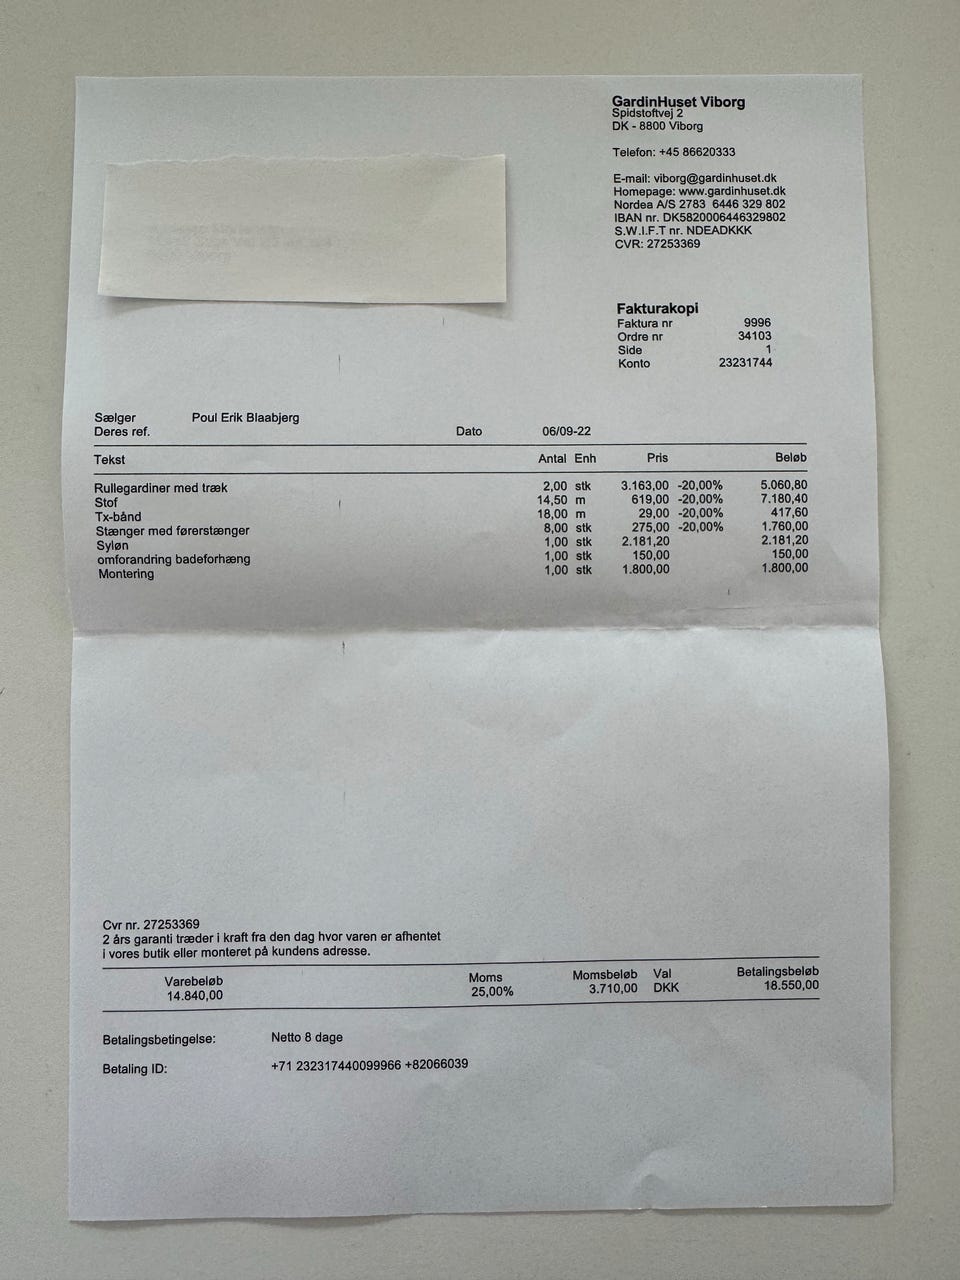 GardinHuset Viborg
Spidstoftvej 2
DK - 8800 Viborg
Telefon: +45 86620333
E-mail: viborg@gardinhuset.dk
Homepage: www.gardinhuset.dk
Nordea A/S 2783 6446 329 802
IBAN nr. DK5820006446329802
S.W.I.F.T nr. NDEADKKK
CVR: 27253369
Fakturakopi
Faktura nr 9996
Ordre nr 34103
Side 1
Konto 23231744
Sælger Poul Erik Blaabjerg
Deres ref. Dato 06/09-22
Tekst Antal Enh Pris Beløb
Rullegardiner med træk 2,00 stk 3.163,00 -20,00% 5.060,80
Stof 14,50 m 619,00 -20,00% 7.180,40
Tx-bånd 18,00 m 29,00 -20,00% 417,60
Stænger med førerstænger 8,00 stk 275,00 -20,00% 1.760,00
Syløn 1,00 stk 2.181,20 2.181,20
omforandring badeforhæng 1,00 stk 150,00 150,00
Montering 1,00 stk 1.800,00 1.800,00
Cvr nr. 27253369
2 års garanti træder i kraft fra den dag hvor varen er afhentet
i vores butik eller monteret på kundens adresse.
Varebeløb Moms Momsbeløb Val Betalingsbeløb
14.840,00 25,00% 3.710,00 DKK 18.550,00
Betalingsbetingelse: Netto 8 dage
Betaling ID: +71 232317440099966 +82066039